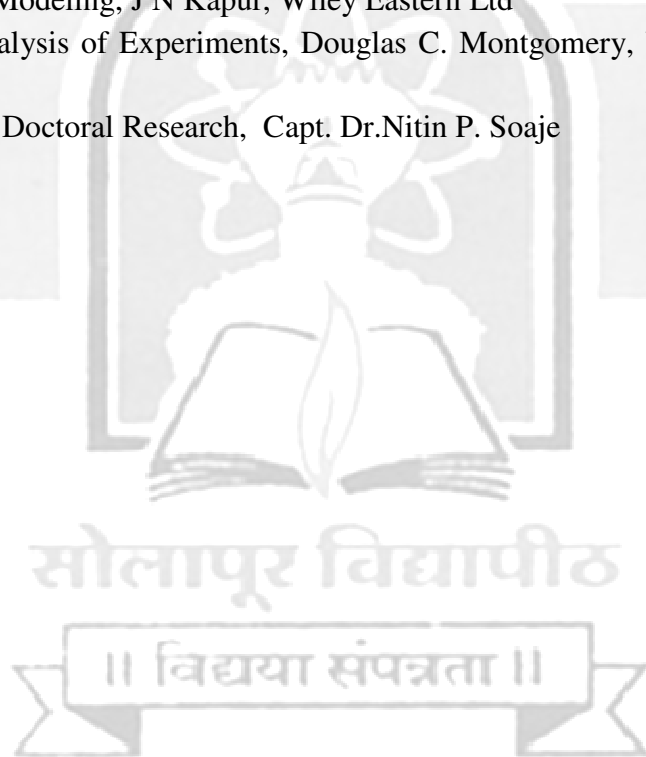 Modeling, J N Kapur, Wiley Eastern Ltd
alysis of Experiments, Douglas C. Montgomery,
Doctoral Research, Capt. Dr.Nitin P. Soaje
सोलापूर विद्यापीठ
॥ विद्यया संपन्नता ॥